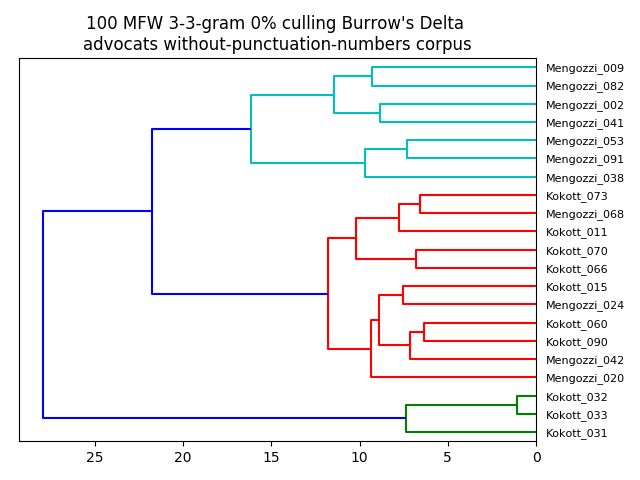 100 MFW 3-3-gram 0% culling Burrow's Delta
advocats without-punctuation-numbers corpus
Mengozzi_009
Mengozzi_082
Mengozzi_002
Mengozzi_041
Mengozzi_053
Mengozzi_091
Mengozzi_038
Kokott_073
Mengozzi_068
Kokott_011
Kokott_070
Kokott_066
Kokott_015
Mengozzi_024
Kokott_060
Kokott_090
Mengozzi_042
Mengozzi_020
Kokott_032
Kokott_033
Kokott_031
25 20 15 10 5 0